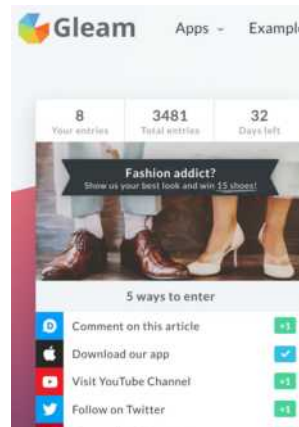 Gleam
Apps
Example
8 3481 32
Your entries Total entries Days left
Fashion addict?
Show us your best look and win 15 shoes!
5 ways to enter
Comment on this article +1
Download our app
Visit YouTube Channel +1
Follow on Twitter +1